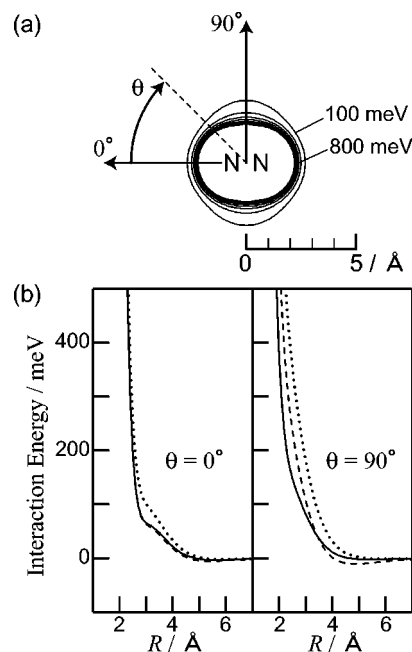 (a)
90°
θ
100 meV
0°
N N
800 meV
0 5 / Å
(b)
Interaction Energy / meV
400
200
0
θ = 0°
θ = 90°
2 4 6
2 4 6
R / Å
R / Å